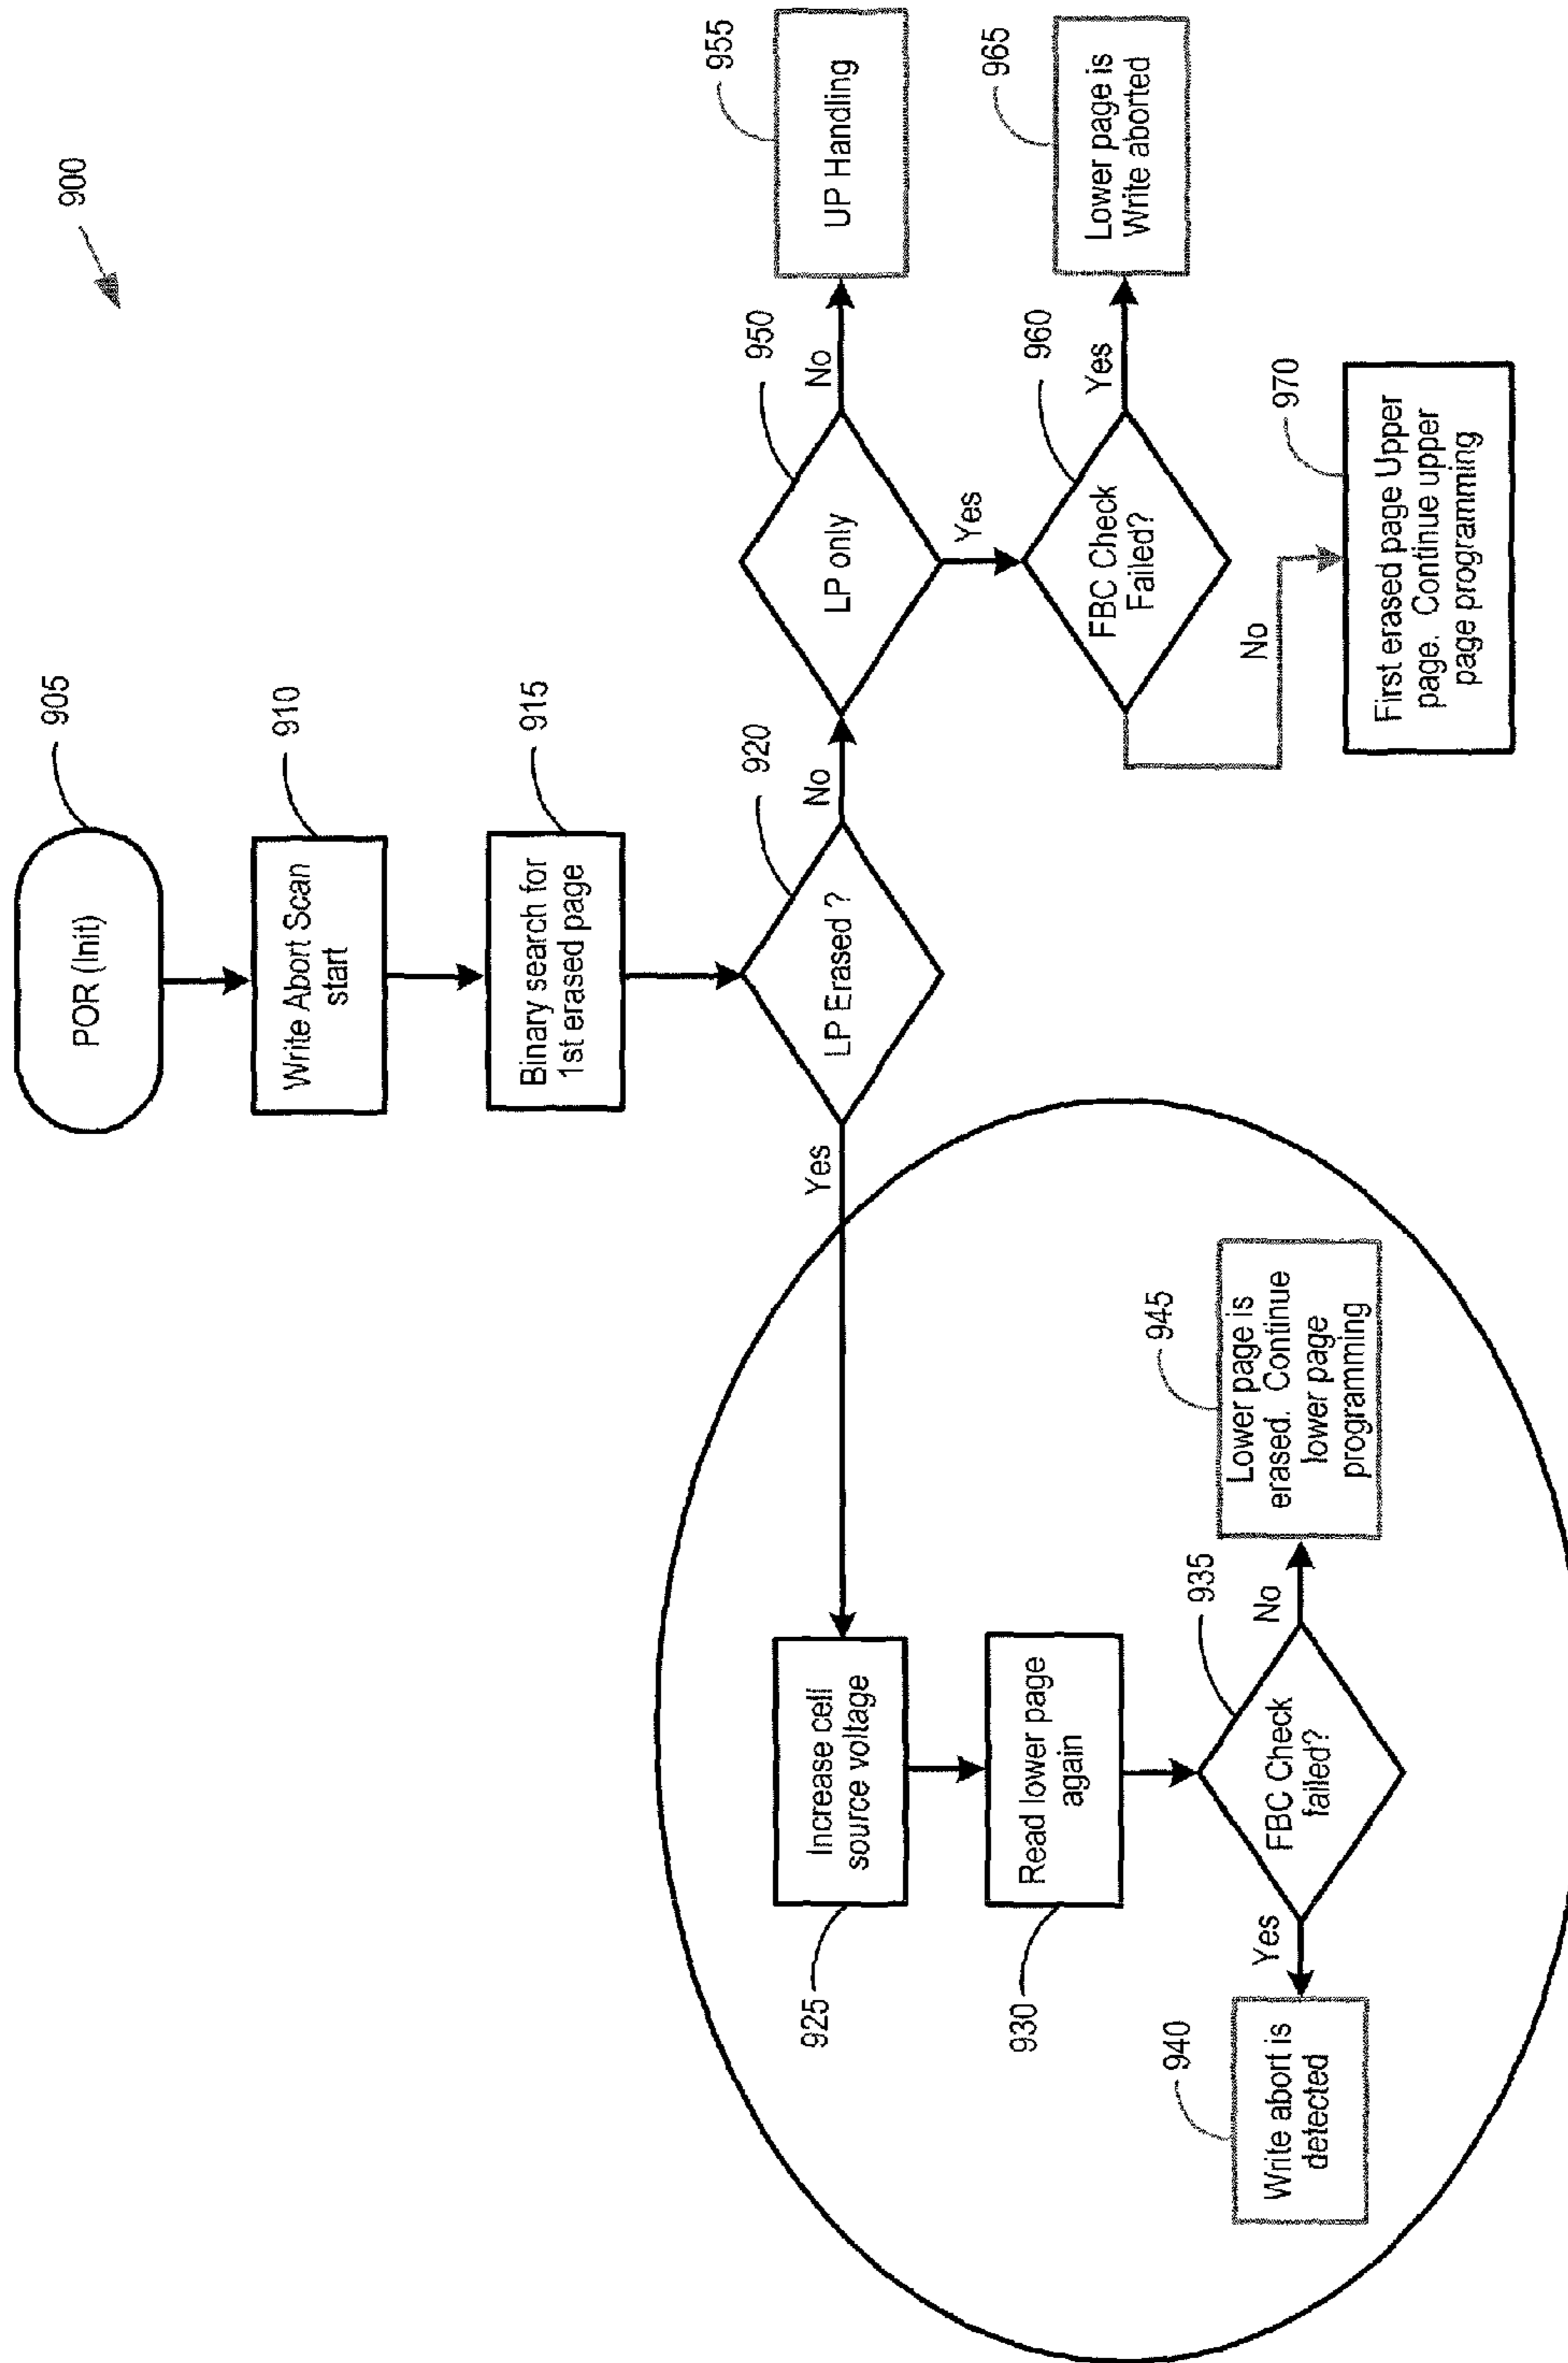 900
POR (Init)
905
Write Abort Scan
start
910
Binary search for
1st erased page
915
LP Erased ?
920
Yes
No
Increase cell
source voltage
925
Read lower page
again
930
FBC Check
failed?
935
Yes
No
Write abort is
detected
940
Lower page is
erased. Continue
lower page
programming
945
LP only
950
No
Yes
UP Handling
955
FBC Check
Failed?
960
Yes
No
Lower page is
Write aborted
965
First erased page Upper
page. Continue upper
page programming
970